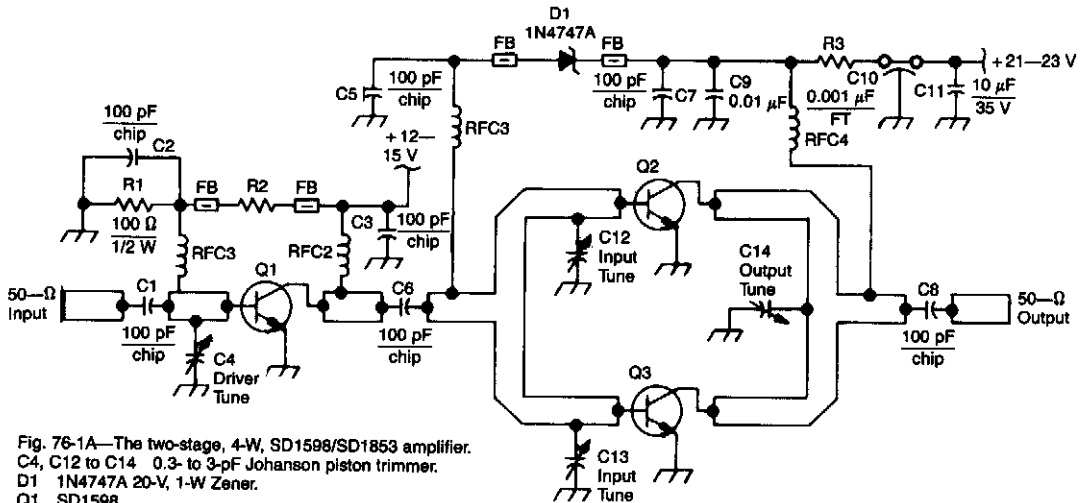 D1
1N4747A
FB
FB
R3
+21—23 V
100 pF
chip
C5
RFC3
100 pF
chip
C7
C9
0.01 µF
C10
0.001 µF
FT
C11
10 µF
35 V
RFC4
100 pF
chip
C2
R1
100 Ω
1/2 W
FB
R2
FB
+12—
15 V
C3
100 pF
chip
RFC3
RFC2
Q1
Q2
50—Ω
Input
C1
100 pF
chip
C4
Driver
Tune
C6
100 pF
chip
C12
Input
Tune
C14
Output
Tune
C8
100 pF
chip
50—Ω
Output
Q3
C13
Input
Tune
Fig. 76-1A—The two-stage, 4-W, SD1598/SD1853 amplifier.
C4, C12 to C14 0.3- to 3-pF Johanson piston trimmer.
D1 1N4747A 20-V, 1-W Zener.
Q1 SD1598